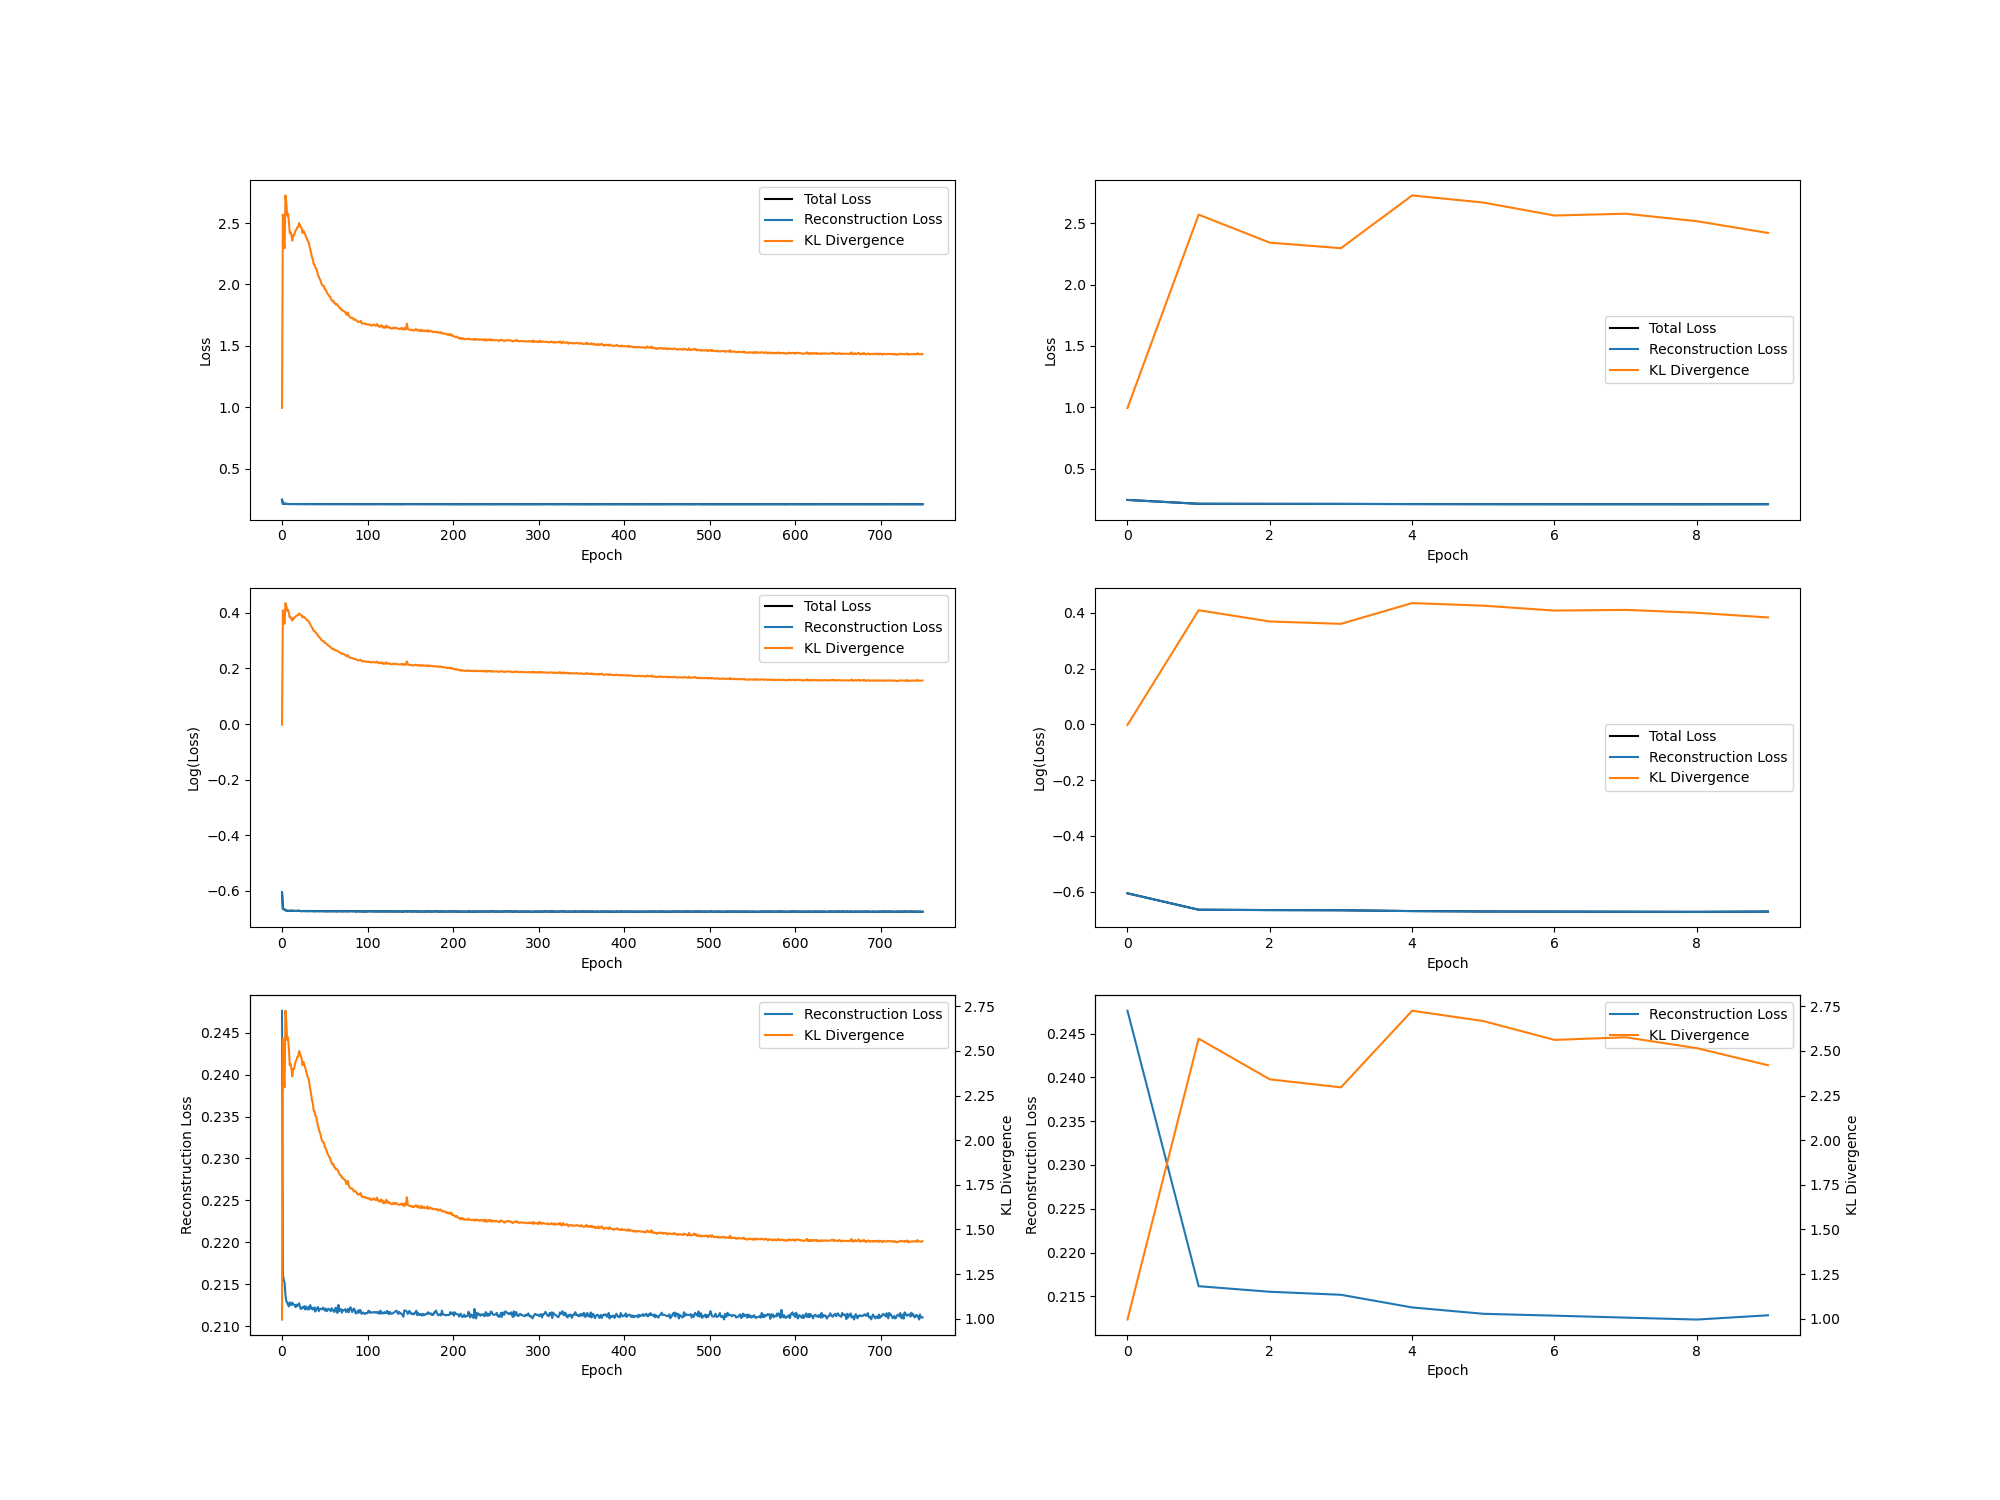 Loss
2.5
2.0
1.5
1.0
0.5
Total Loss
Reconstruction Loss
KL Divergence
0 100 200 300 400 500 600 700
Epoch
Loss
2.5
2.0
1.5
1.0
0.5
Total Loss
Reconstruction Loss
KL Divergence
0 2 4 6 8
Epoch
Log(Loss)
0.4
0.2
0.0
−0.2
−0.4
−0.6
Total Loss
Reconstruction Loss
KL Divergence
0 100 200 300 400 500 600 700
Epoch
Log(Loss)
0.4
0.2
0.0
−0.2
−0.4
−0.6
Total Loss
Reconstruction Loss
KL Divergence
0 2 4 6 8
Epoch
Reconstruction Loss
0.245
0.240
0.235
0.230
0.225
0.220
0.215
0.210
Reconstruction Loss
KL Divergence
2.75
2.50
2.25
2.00
1.75
1.50
1.25
1.00
KL Divergence
0 100 200 300 400 500 600 700
Epoch
Reconstruction Loss
0.245
0.240
0.235
0.230
0.225
0.220
0.215
Reconstruction Loss
KL Divergence
2.75
2.50
2.25
2.00
1.75
1.50
1.25
1.00
KL Divergence
0 2 4 6 8
Epoch